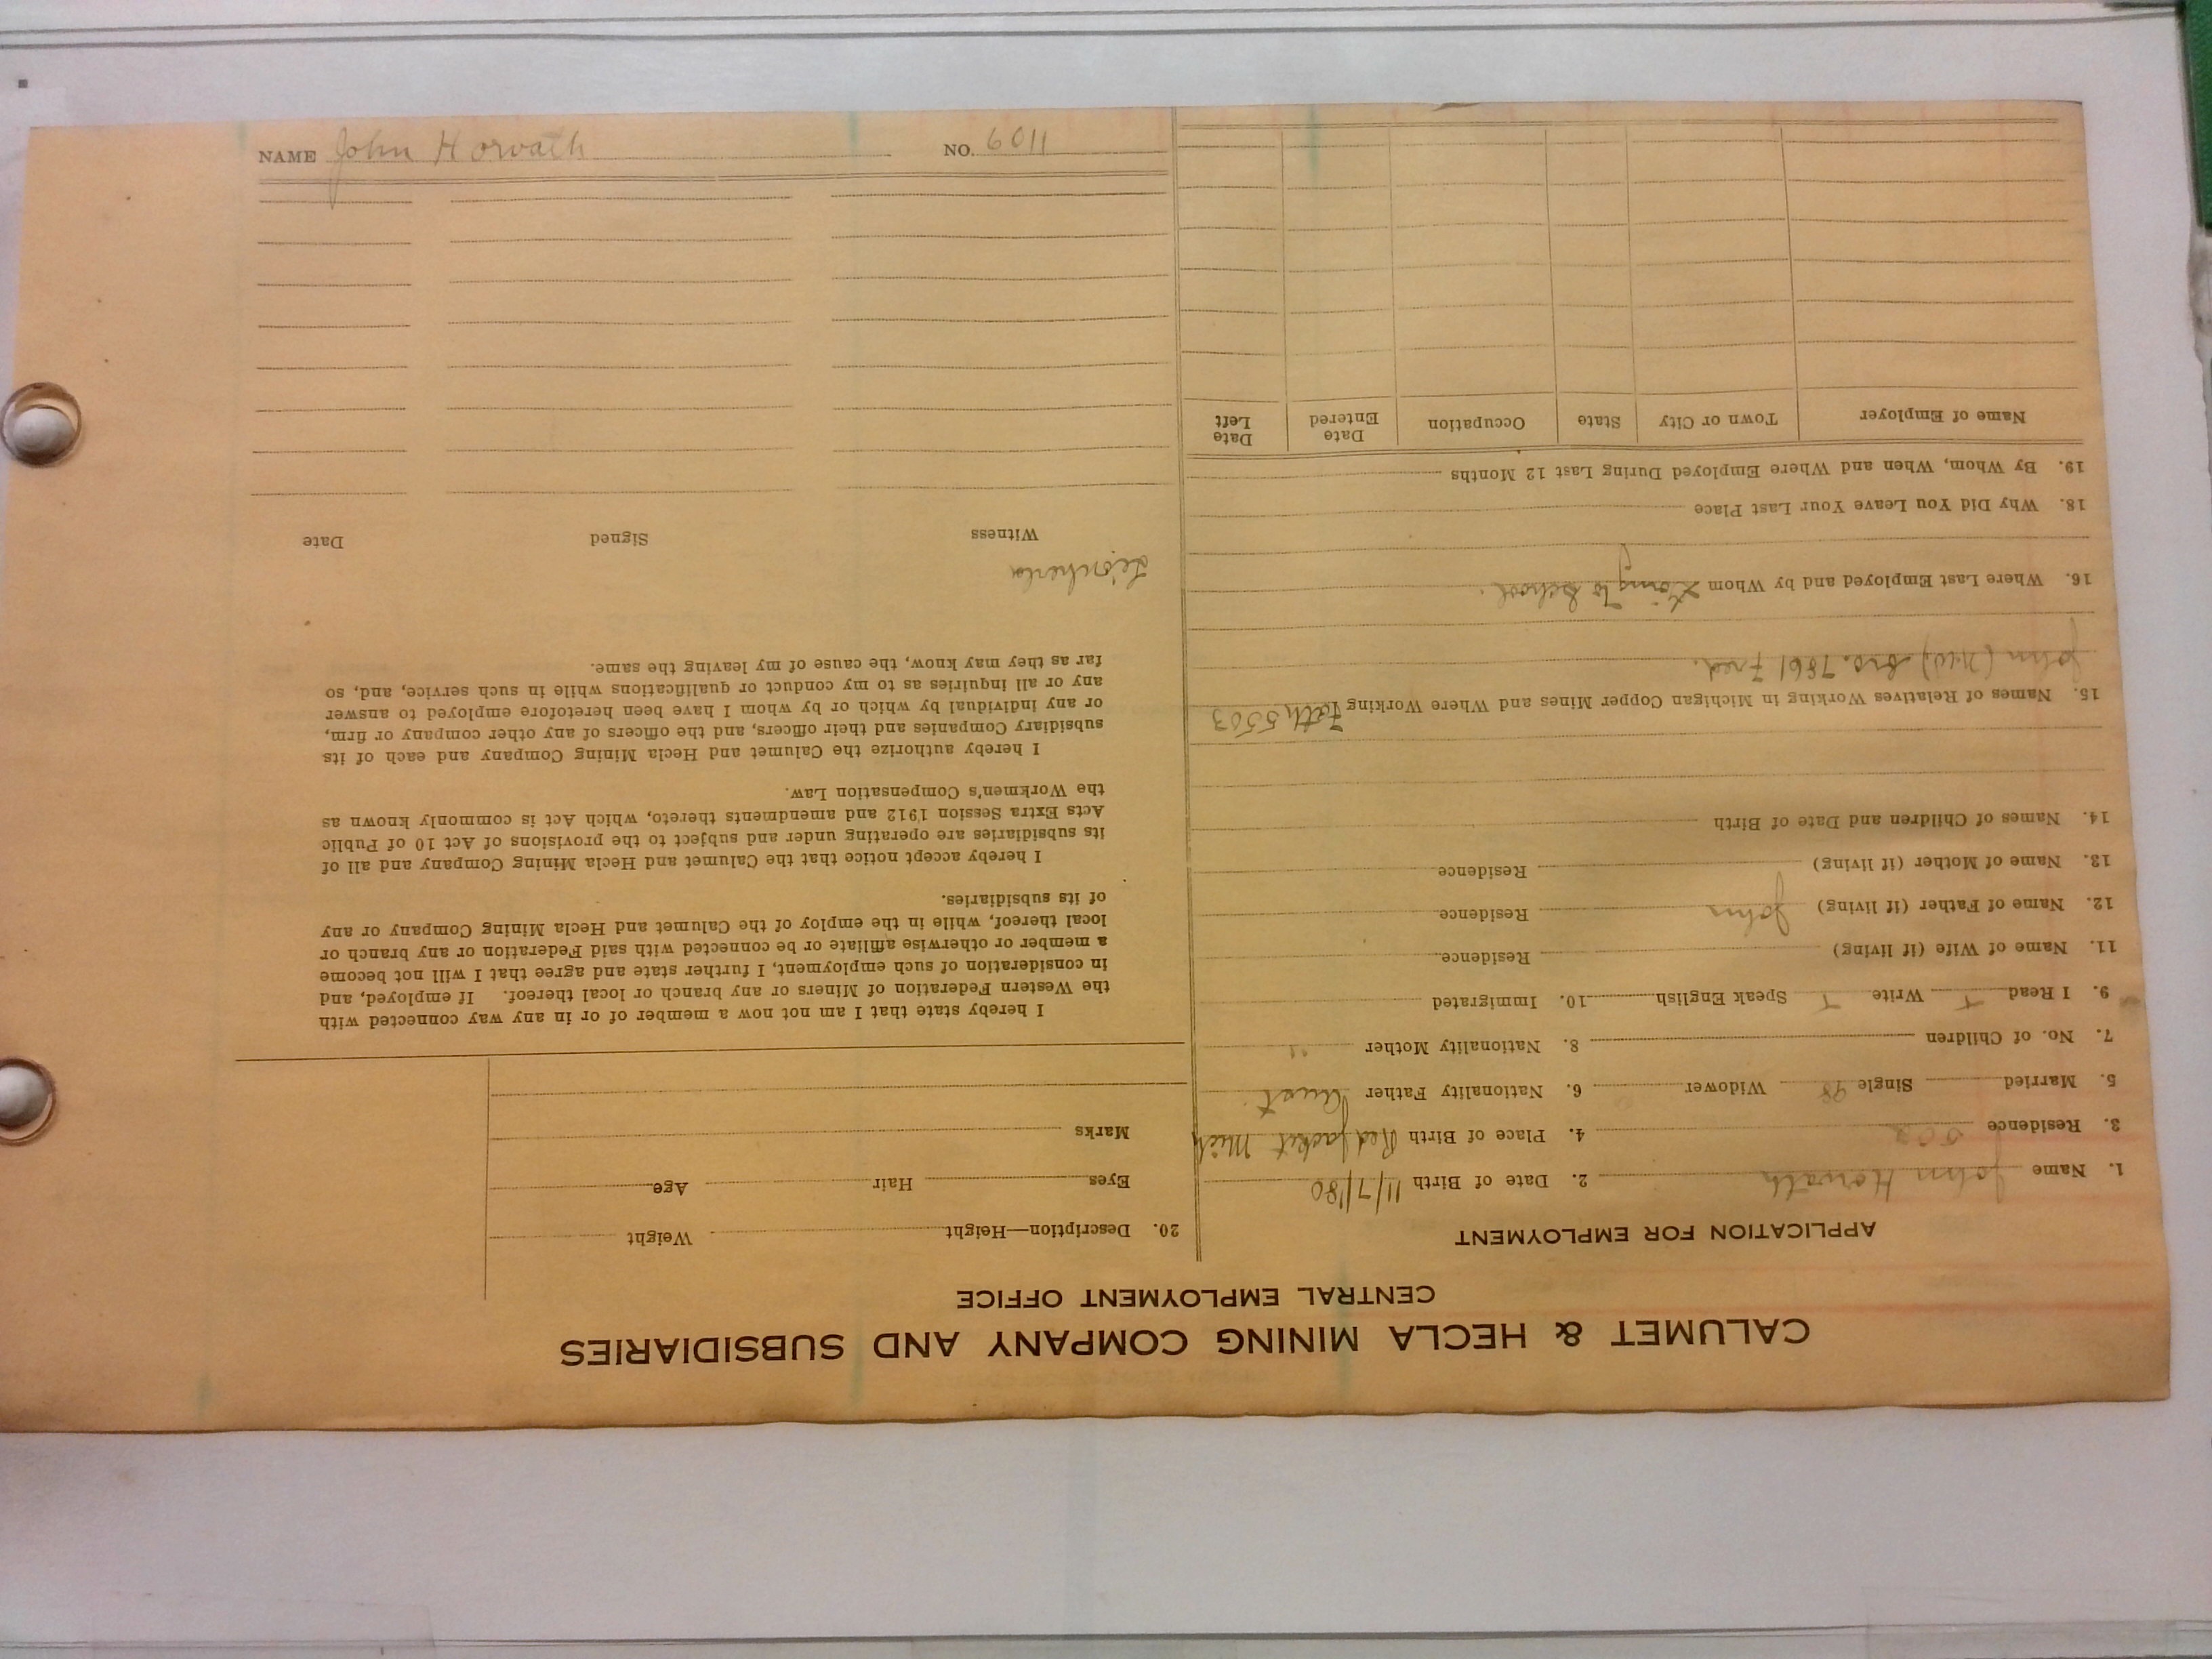 CALUMET & HECLA MINING COMPANY AND SUBSIDIARIES
CENTRAL EMPLOYMENT OFFICE
APPLICATION FOR EMPLOYMENT
1. Name John Horvath 2. Date of Birth 11/7/80
3. Residence 4. Place of Birth Red Jacket Mich
5. Married Single 98 Widower 6. Nationality Father Aust
7. No. of Children 8. Nationality Mother "
9. I Read Write Speak English 10. Immigrated
11. Name of Wife (if living) Residence
12. Name of Father (if living) John Residence
13. Name of Mother (if living) Residence
14. Names of Children and Date of Birth
15. Names of Relatives Working in Michigan Copper Mines and Where Working Fath 5503
John bro. 7861 Fred.
16. Where Last Employed and by Whom Going to School.
18. Why Did You Leave Your Last Place
19. By Whom, When and Where Employed During Last 12 Months
Name of Employer Town or City State Occupation Date Entered Date Left
20. Description—Height Weight
Eyes Hair Age
Marks
I hereby state that I am not now a member of or in any way connected with
the Western Federation of Miners or any branch or local thereof. If employed, and
in consideration of such employment, I further state and agree that I will not become
a member or otherwise affiliate or be connected with said Federation or any branch or
local thereof, while in the employ of the Calumet and Hecla Mining Company or any
of its subsidiaries.
I hereby accept notice that the Calumet and Hecla Mining Company and all of
its subsidiaries are operating under and subject to the provisions of Act 10 of Public
Acts Extra Session 1912 and amendments thereto, which Act is commonly known as
the Workmen's Compensation Law.
I hereby authorize the Calumet and Hecla Mining Company and each of its
subsidiary Companies and their officers, and the officers of any other company or firm,
or any individual by which or by whom I have been heretofore employed to answer
any or all inquiries as to my conduct or qualifications while in such service, and, so
far as they may know, the cause of my leaving the same.
Witness Signed Date
NAME John Horvath NO. 6011